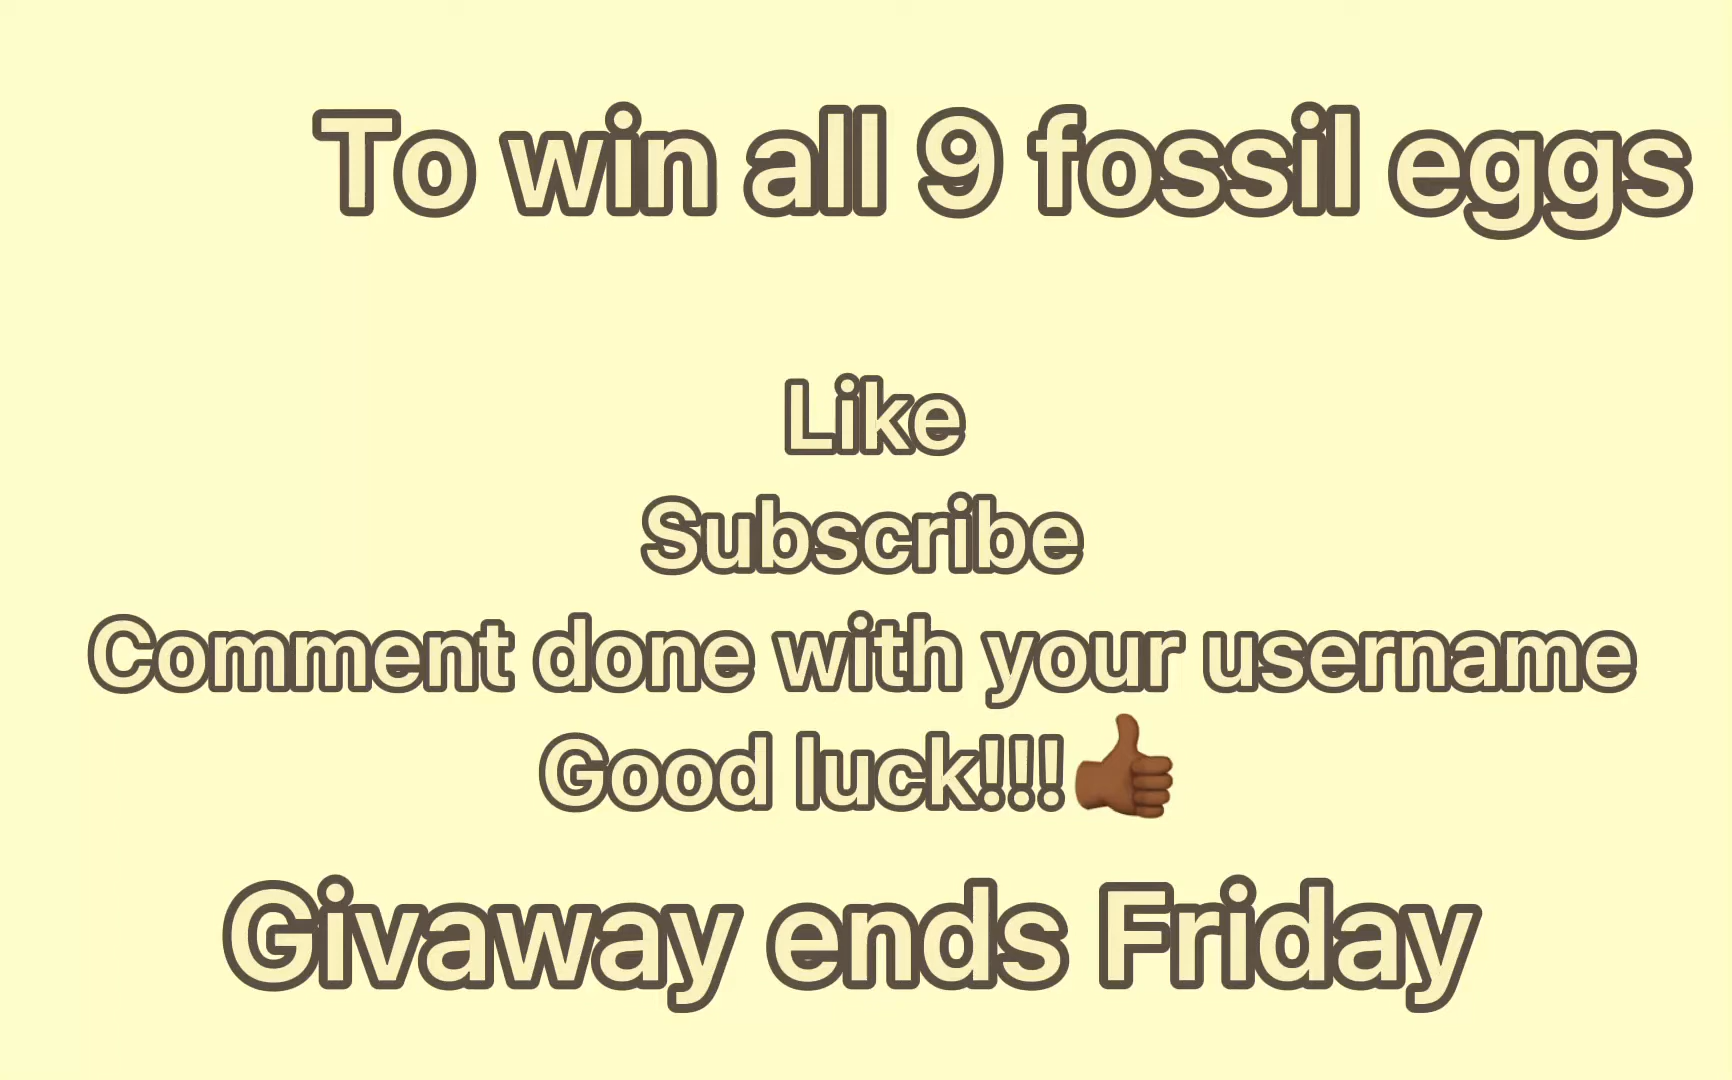 To win all 9 fossil eggs
Like
Subscribe
Comment done with your username
Good luck!!!👍🏾
Givaway ends Friday